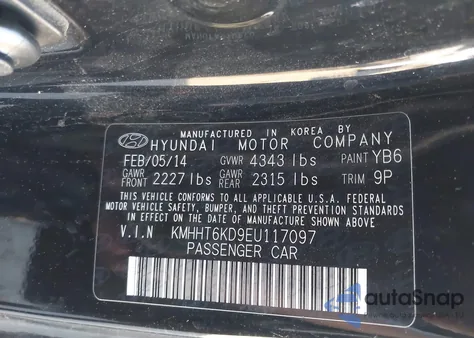 MANUFACTURED IN KOREA BY
HYUNDAI MOTOR COMPANY
FEB/05/14 GVWR 4343 lbs PAINT YB6
GAWR FRONT 2227 lbs GAWR REAR 2315 lbs TRIM 9P
THIS VEHICLE CONFORMS TO ALL APPLICABLE U.S.A. FEDERAL
MOTOR VEHICLE SAFETY, BUMPER, AND THEFT PREVENTION STANDARDS
IN EFFECT ON THE DATE OF MANUFACTURE SHOWN ABOVE.
V.I.N KMHHT6KD9EU117097
PASSENGER CAR
autoSnap